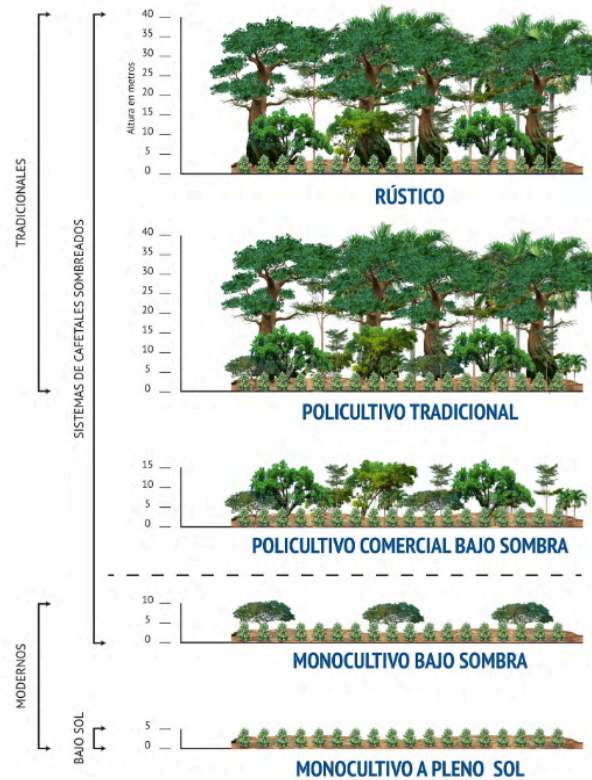 TRADICIONALES
SISTEMAS DE CAFETALES SOMBREADOS
Altura en metros
40
35
30
25
20
15
10
5
0
RÚSTICO
40
35
30
25
20
15
10
5
0
POLICULTIVO TRADICIONAL
15
10
5
0
POLICULTIVO COMERCIAL BAJO SOMBRA
MODERNOS
10
5
0
MONOCULTIVO BAJO SOMBRA
BAJO SOL
5
0
MONOCULTIVO A PLENO SOL